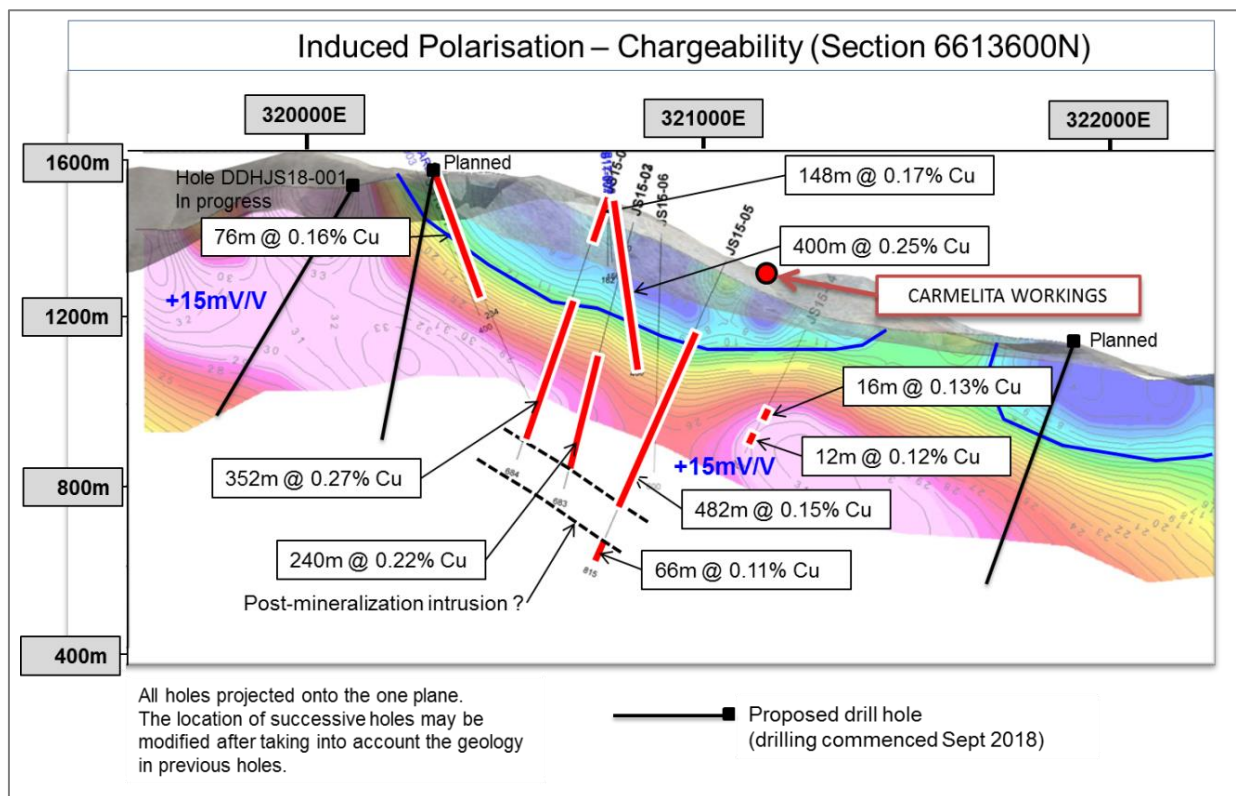 Induced Polarisation – Chargeability (Section 6613600N)
320000E
321000E
322000E
1600m
1200m
800m
400m
Planned
Hole DDHJS18-001
In progress
76m @ 0.16% Cu
JS15-02
JS15-06
JS15-05
148m @ 0.17% Cu
400m @ 0.25% Cu
CARMELITA WORKINGS
Planned
+15mV/V
+15mV/V
16m @ 0.13% Cu
12m @ 0.12% Cu
352m @ 0.27% Cu
482m @ 0.15% Cu
240m @ 0.22% Cu
66m @ 0.11% Cu
684
683
815
Post-mineralization intrusion ?
All holes projected onto the one plane.
The location of successive holes may be
modified after taking into account the geology
in previous holes.
Proposed drill hole
(drilling commenced Sept 2018)